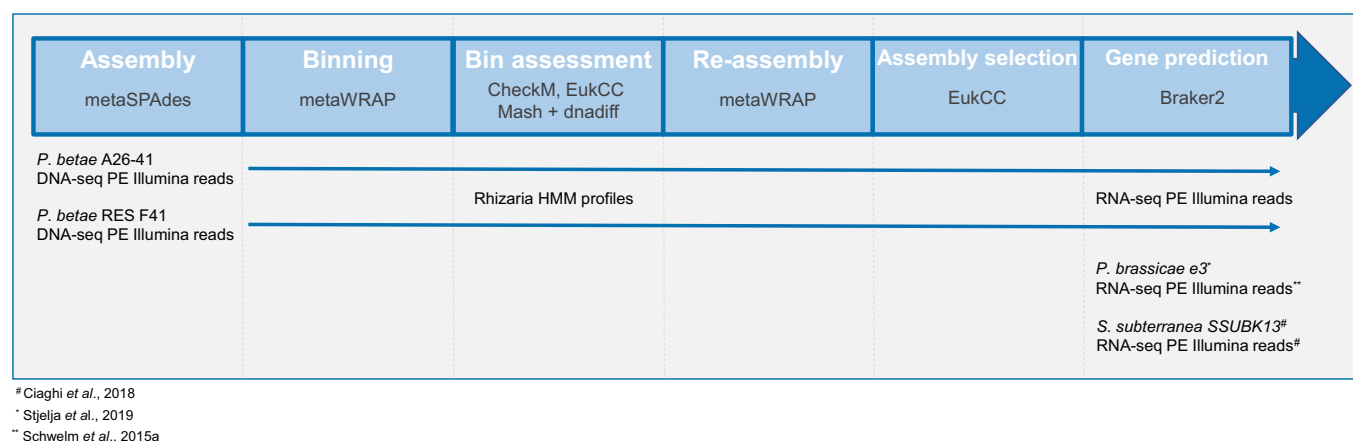 Assembly
metaSPAdes
Binning
metaWRAP
Bin assessment
CheckM, EukCC
Mash + dnadiff
Re-assembly
metaWRAP
Assembly selection
EukCC
Gene prediction
Braker2
P. betae A26-41
DNA-seq PE Illumina reads
Rhizaria HMM profiles
RNA-seq PE Illumina reads
P. betae RES F41
DNA-seq PE Illumina reads
P. brassicae e3*
RNA-seq PE Illumina reads**
S. subterranea SSUBK13#
RNA-seq PE Illumina reads#
# Ciaghi et al., 2018
* Stjelja et al., 2019
** Schwelm et al., 2015a